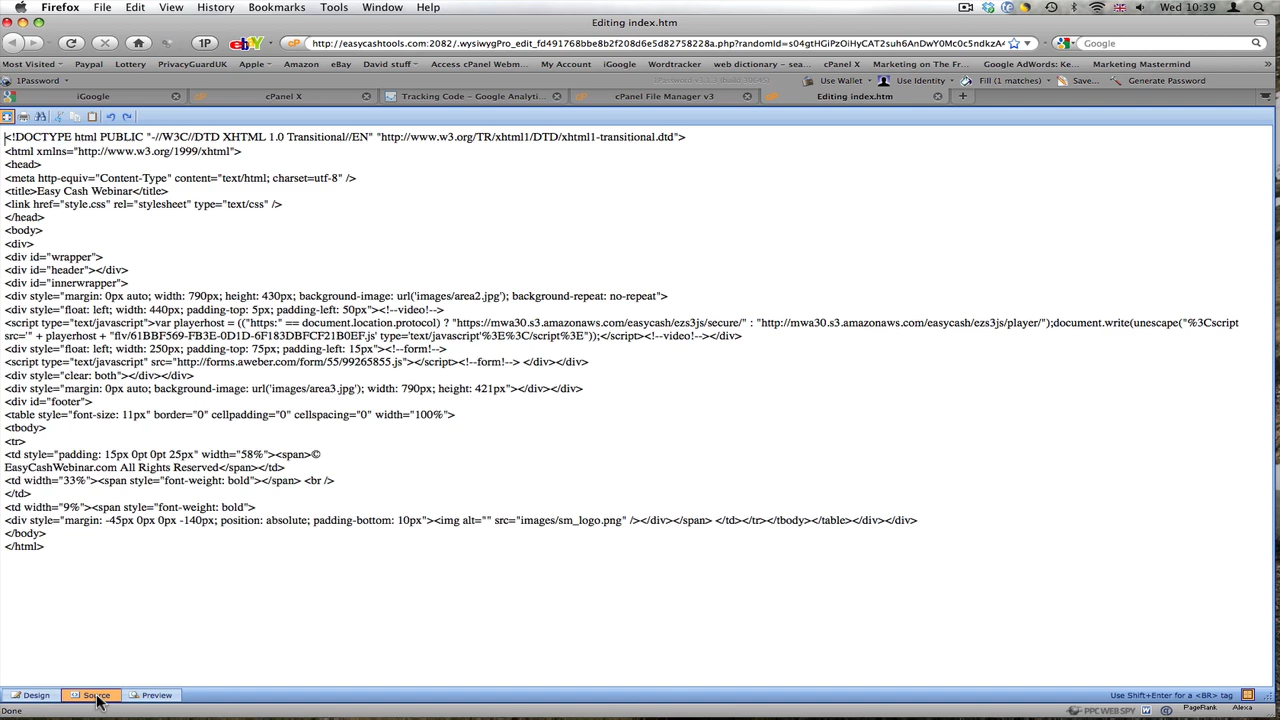 Firefox File Edit View History Bookmarks Tools Window Help Wed 10:39
Editing index.htm
1P eBY cP http://easycashtools.com:2082/.wysiwygPro_edit_fd491768bbe8b2f208d6e5d82758228a.php?randomId=s04gtHGiPzOiHyCAT2suh6AnDwY0Mc0c5ndkzA4 Google
Most Visited Paypal Lottery PrivacyGuardUK Apple Amazon eBay David stuff Access cPanel Webm... My Account iGoogle Wordtracker web dictionary – sea... cPanel X Marketing on The Fr... Google AdWords: Ke... Marketing Mastermind
1Password Use Wallet Use Identity Fill (1 matches) Save... Generate Password
iGoogle cPanel X Tracking Code – Google Analyti... cPanel File Manager v3 Editing index.htm
<!DOCTYPE html PUBLIC "-//W3C//DTD XHTML 1.0 Transitional//EN" "http://www.w3.org/TR/xhtml1/DTD/xhtml1-transitional.dtd">
<html xmlns="http://www.w3.org/1999/xhtml">
<head>
<meta http-equiv="Content-Type" content="text/html; charset=utf-8" />
<title>Easy Cash Webinar</title>
<link href="style.css" rel="stylesheet" type="text/css" />
</head>
<body>
<div>
<div id="wrapper">
<div id="header"></div>
<div id="innerwrapper">
<div style="margin: 0px auto; width: 790px; height: 430px; background-image: url('images/area2.jpg'); background-repeat: no-repeat">
<div style="float: left; width: 440px; padding-top: 5px; padding-left: 50px"><!--video!-->
<script type="text/javascript">var playerhost = (("https:" == document.location.protocol) ? "https://mwa30.s3.amazonaws.com/easycash/ezs3js/secure/" : "http://mwa30.s3.amazonaws.com/easycash/ezs3js/player/");document.write(unescape("%3Cscript
src='" + playerhost + "flv/61BBF569-FB3E-0D1D-6F183DBFCF21B0EF.js' type='text/javascript'%3E%3C/script%3E"));</script><!--video!--></div>
<div style="float: left; width: 250px; padding-top: 75px; padding-left: 15px"><!--form!-->
<script type="text/javascript" src="http://forms.aweber.com/form/55/99265855.js"></script><!--form!--> </div></div>
<div style="clear: both"></div></div>
<div style="margin: 0px auto; background-image: url('images/area3.jpg'); width: 790px; height: 421px"></div></div>
<div id="footer">
<table style="font-size: 11px" border="0" cellpadding="0" cellspacing="0" width="100%">
<tbody>
<tr>
<td style="padding: 15px 0pt 0pt 25px" width="58%"><span>©
EasyCashWebinar.com All Rights Reserved</span></td>
<td width="33%"><span style="font-weight: bold"></span> <br />
</td>
<td width="9%"><span style="font-weight: bold">
<div style="margin: -45px 0px 0px -140px; position: absolute; padding-bottom: 10px"><img alt="" src="images/sm_logo.png" /></div></span> </td></tr></tbody></table></div></div>
</body>
</html>
Design Source Preview Use Shift+Enter for a <BR> tag
Done PPC WEB SPY PageRank Alexa